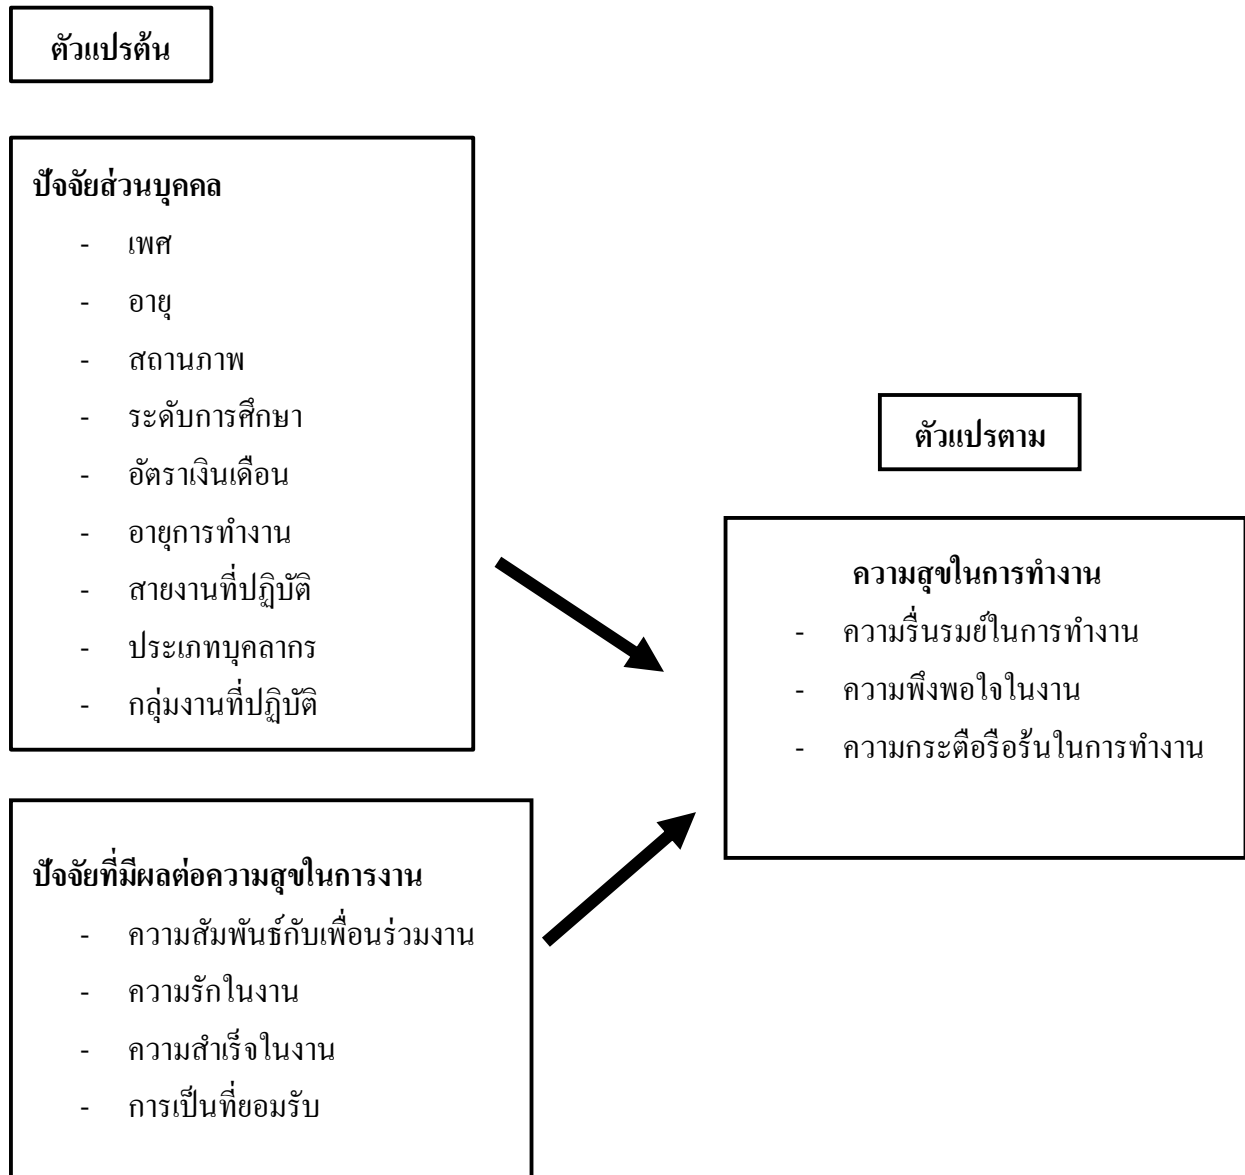 ตัวแปรต้น
ปัจจัยส่วนบุคคล
- เพศ
- อายุ
- สถานภาพ
- ระดับการศึกษา
- อัตราเงินเดือน
- อายุการทำงาน
- สายงานที่ปฏิบัติ
- ประเภทบุคลากร
- กลุ่มงานที่ปฏิบัติ
ปัจจัยที่มีผลต่อความสุขในการงาน
- ความสัมพันธ์กับเพื่อนร่วมงาน
- ความรักในงาน
- ความสำเร็จในงาน
- การเป็นที่ยอมรับ
ตัวแปรตาม
ความสุขในการทำงาน
- ความรื่นรมย์ในการทำงาน
- ความพึงพอใจในงาน
- ความกระตือรือร้นในการทำงาน